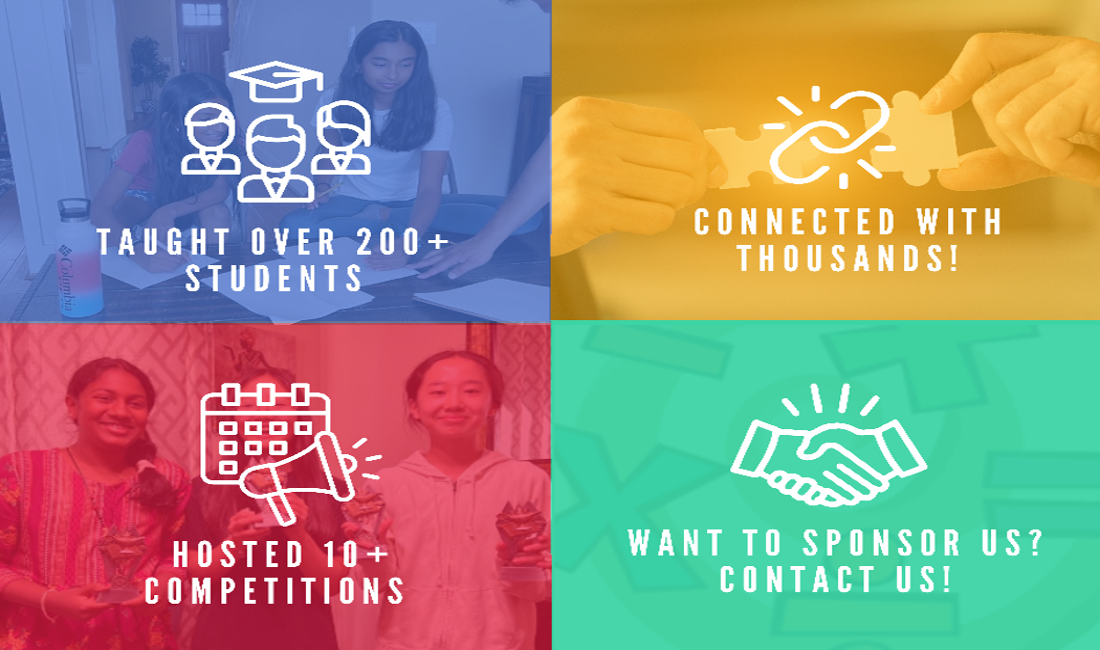 TAUGHT OVER 200+
STUDENTS
CONNECTED WITH
THOUSANDS!
Columbia
HOSTED 10+
COMPETITIONS
WANT TO SPONSOR US?
CONTACT US!